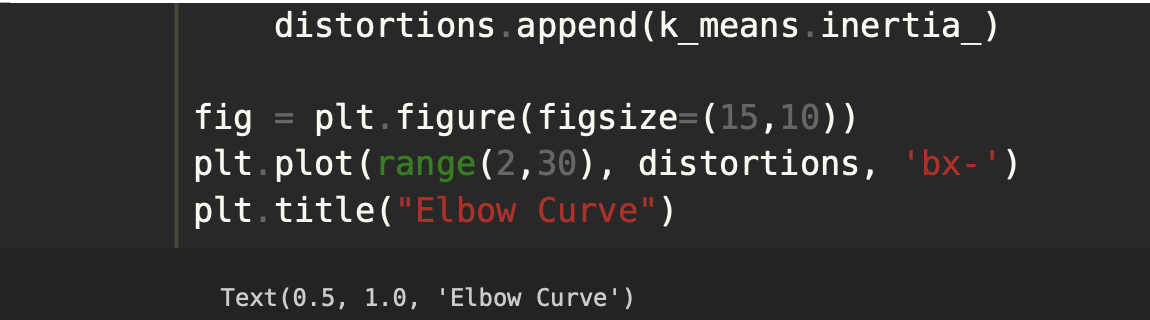 distortions.append(k_means.inertia_)
fig = plt.figure(figsize=(15,10))
plt.plot(range(2,30), distortions, 'bx-')
plt.title("Elbow Curve")
Text(0.5, 1.0, 'Elbow Curve')